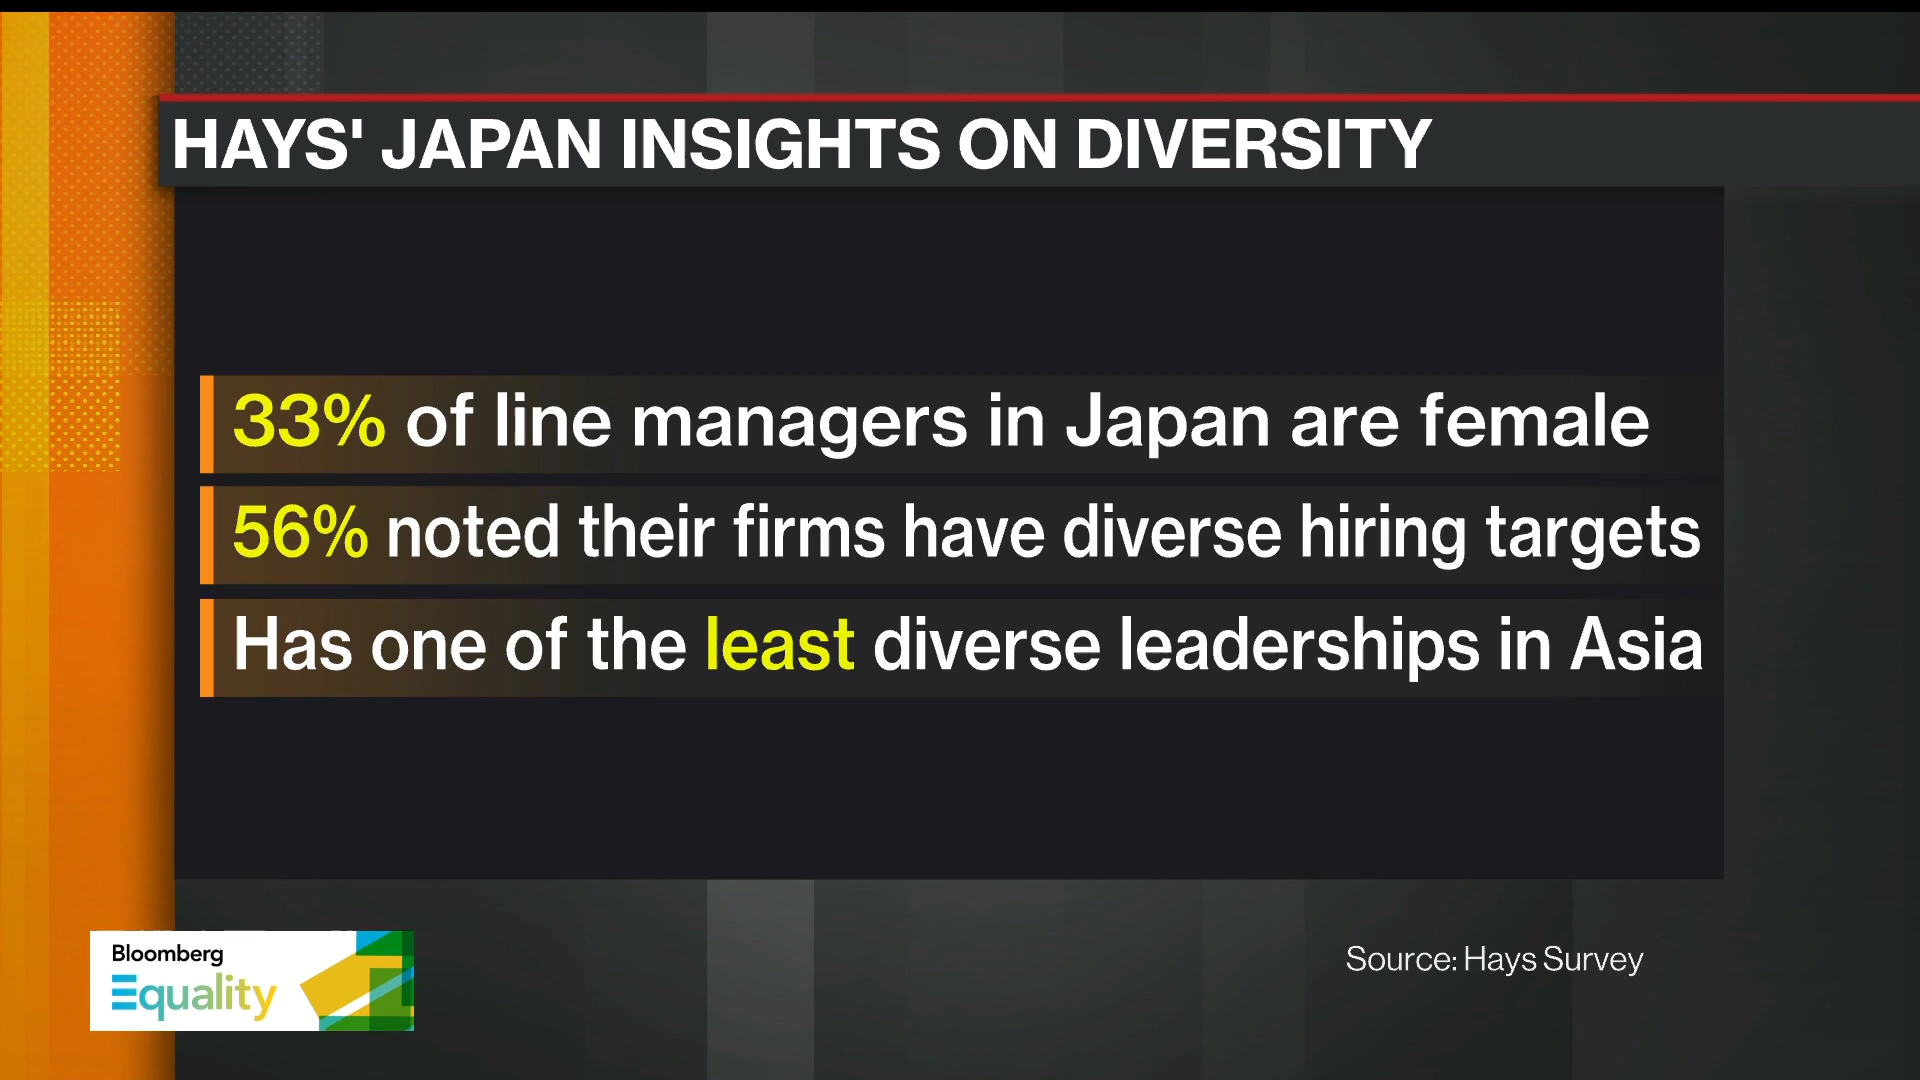 HAYS' JAPAN INSIGHTS ON DIVERSITY
33% of line managers in Japan are female
56% noted their firms have diverse hiring targets
Has one of the least diverse leaderships in Asia
Bloomberg
Equality
Source: Hays Survey